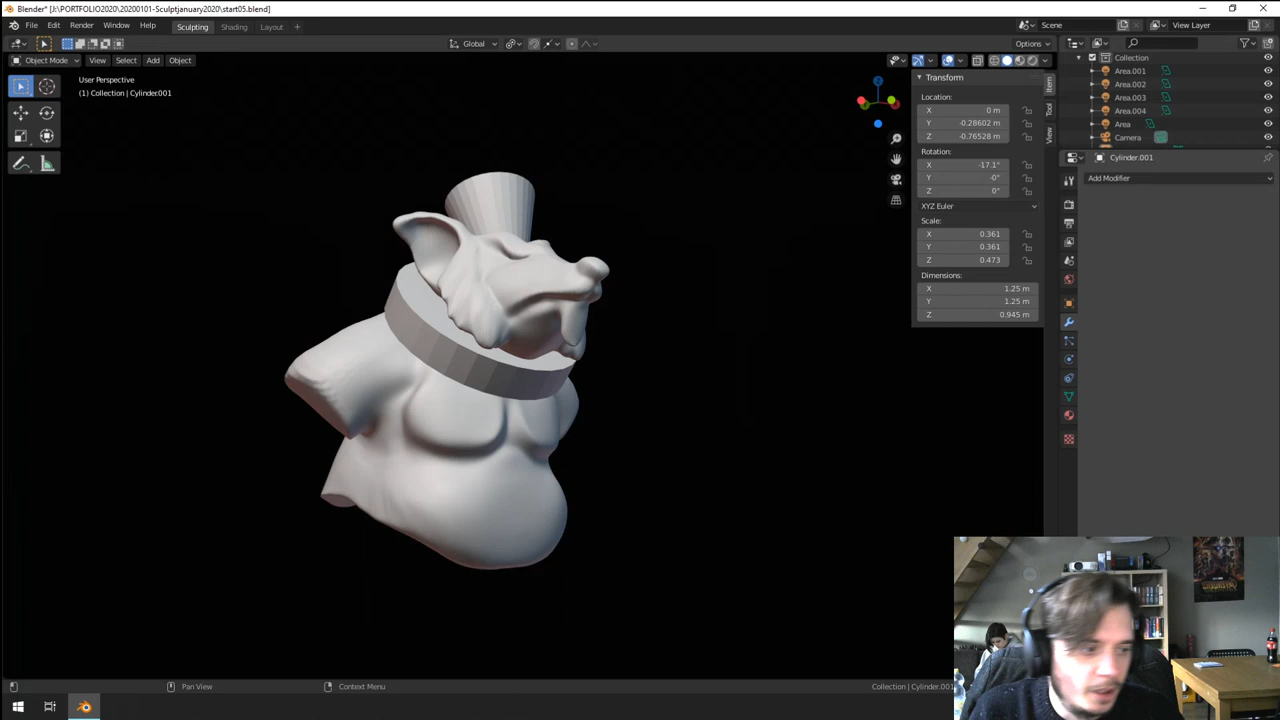 Blender* [J:\PORTFOLIO2020\20200101-Sculptjanuary2020\start05.blend]
File Edit Render Window Help Sculpting Shading Layout + Scene View Layer
Global Options
Object Mode View Select Add Object
User Perspective
(1) Collection | Cylinder.001
Transform
Location:
X 0 m
Y -0.28602 m
Z -0.76528 m
Rotation:
X -17.1°
Y -0°
Z 0°
XYZ Euler
Scale:
X 0.361
Y 0.361
Z 0.473
Dimensions:
X 1.25 m
Y 1.25 m
Z 0.945 m
Item
Tool
View
Collection
Area.001
Area.002
Area.003
Area.004
Area
Camera
Cylinder.001
Add Modifier
Pan View Context Menu Collection | Cylinder.001